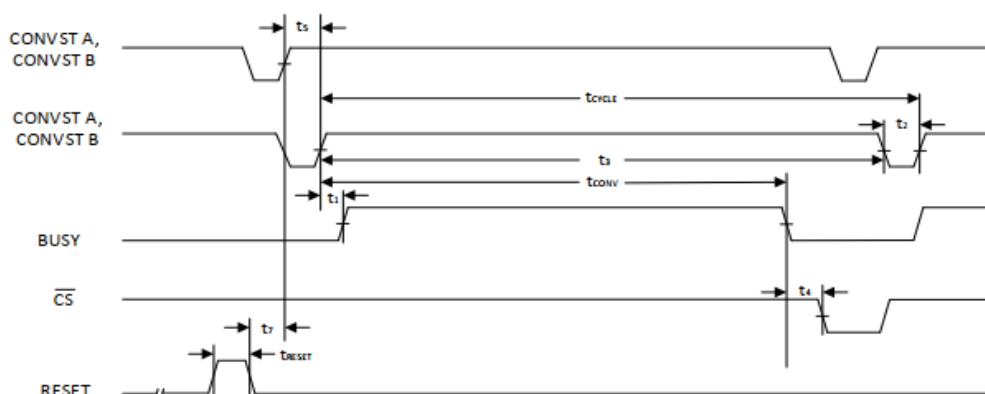 t5
CONVST A,
CONVST B
tCYCLE
CONVST A,
CONVST B
t2
t3
tCONV
t1
BUSY
CS
t4
t7
tRESET
RESET